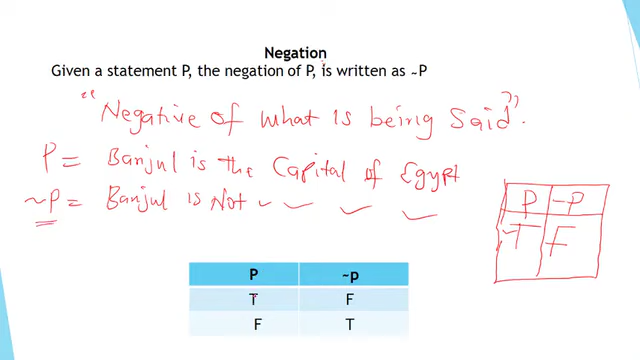 Negation
Given a statement P, the negation of P, is written as ~P
"Negative of what is being Said".
P = Banjul is the Capital of Egypt
~P = Banjul is Not ✓ ✓ ✓ ✓
P ~P
T F
P ~p
T F
F T